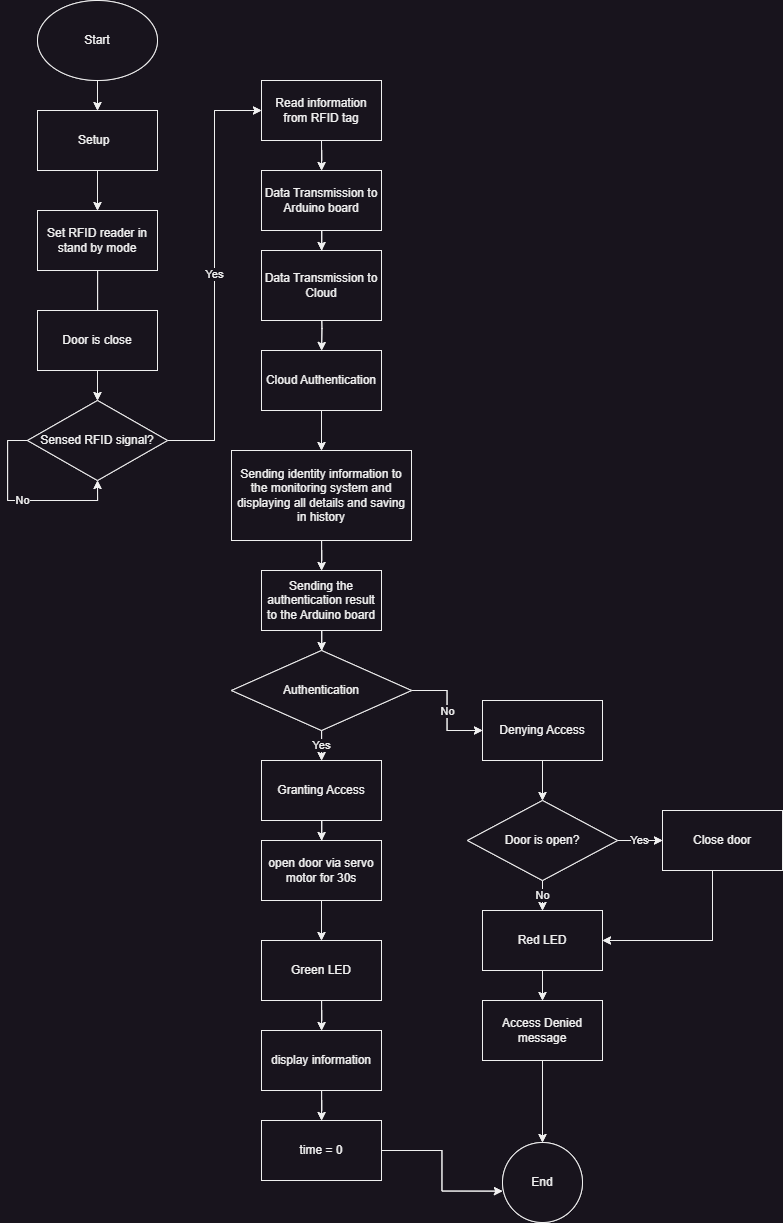 Start
Setup
Set RFID reader in
stand by mode
Door is close
Sensed RFID signal?
No
Yes
Read information
from RFID tag
Data Transmission to
Arduino board
Data Transmission to
Cloud
Cloud Authentication
Sending identity information to
the monitoring system and
displaying all details and saving
in history
Sending the
authentication result
to the Arduino board
Authentication
No
Yes
Granting Access
open door via servo
motor for 30s
Green LED
display information
time = 0
Denying Access
Door is open?
Yes
Close door
No
Red LED
Access Denied
message
End